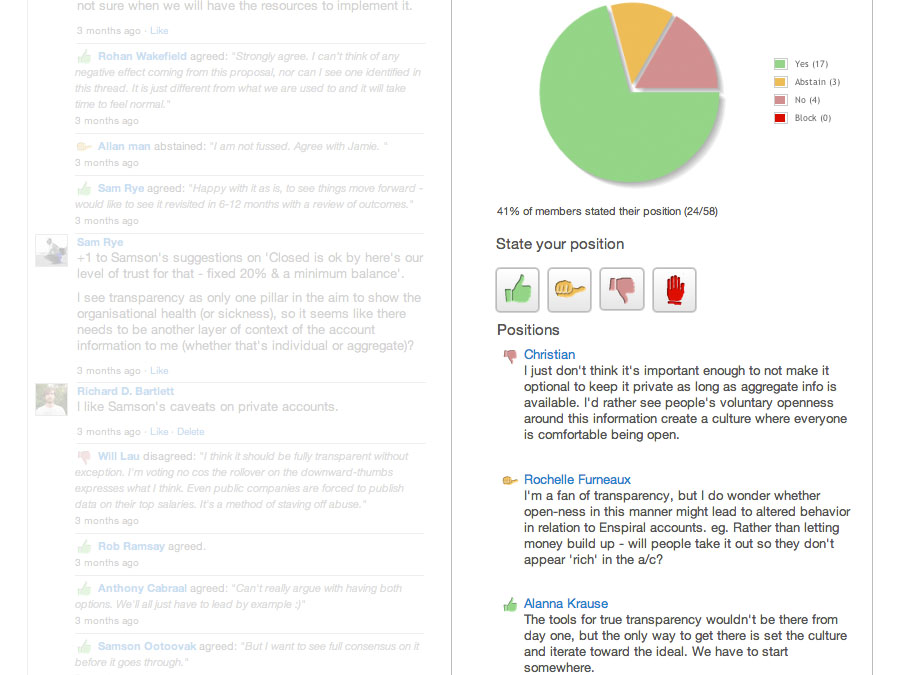 not sure when we will have the resources to implement it.
3 months ago · Like
Rohan Wakefield agreed: "Strongly agree. I can't think of any
negative effect coming from this proposal, nor can I see one identified in
this thread. It is just different from what we are used to and it will take
time to feel normal."
3 months ago
Allan man abstained: "I am not fussed. Agree with Jamie. "
3 months ago
Sam Rye agreed: "Happy with it as is, to see things move forward -
would like to see it revisited in 6-12 months with a review of outcomes."
3 months ago
Sam Rye
+1 to Samson's suggestions on 'Closed is ok by here's our
level of trust for that - fixed 20% & a minimum balance'.
I see transparency as only one pillar in the aim to show the
organisational health (or sickness), so it seems like there
needs to be another layer of context of the account
information to me (whether that's individual or aggregate)?
3 months ago · Like
Richard D. Bartlett
I like Samson's caveats on private accounts.
3 months ago · Like · Delete
Will Lau disagreed: "I think it should be fully transparent without
exception. I'm voting no cos the rollover on the downward-thumbs
expresses what I think. Even public companies are forced to publish
data on their top salaries. It's a method of staving off abuse."
3 months ago
Rob Ramsay agreed.
3 months ago
Anthony Cabraal agreed: "Can't really argue with having both
options. We'll all just have to lead by example :)"
3 months ago
Samson Ootoovak agreed: "But I want to see full consensus on it
before it goes through."
Yes (17)
Abstain (3)
No (4)
Block (0)
41% of members stated their position (24/58)
State your position
Positions
Christian
I just don't think it's important enough to not make it
optional to keep it private as long as aggregate info is
available. I'd rather see people's voluntary openness
around this information create a culture where everyone
is comfortable being open.
Rochelle Furneaux
I'm a fan of transparency, but I do wonder whether
open-ness in this manner might lead to altered behavior
in relation to Enspiral accounts. eg. Rather than letting
money build up - will people take it out so they don't
appear 'rich' in the a/c?
Alanna Krause
The tools for true transparency wouldn't be there from
day one, but the only way to get there is set the culture
and iterate toward the ideal. We have to start
somewhere.